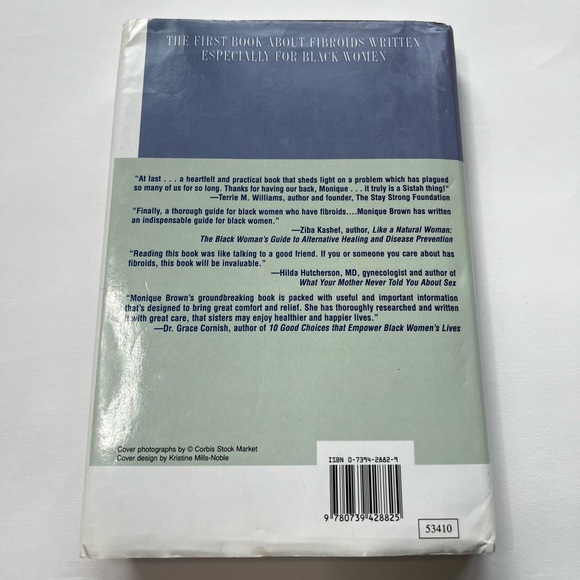 THE FIRST BOOK ABOUT FIBROIDS WRITTEN
ESPECIALLY FOR BLACK WOMEN
"At last . . . a heartfelt and practical book that sheds light on a problem which has plagued
so many of us for so long. Thanks for having our back, Monique . . . it truly is a Sistah thing!"
—Terrie M. Williams, author and founder, The Stay Strong Foundation
"Finally, a thorough guide for black women who have fibroids....Monique Brown has written
an indispensable guide for black women."
—Ziba Kashef, author, Like a Natural Woman:
The Black Woman's Guide to Alternative Healing and Disease Prevention
"Reading this book was like talking to a good friend. If you or someone you care about has
fibroids, this book will be invaluable."
—Hilda Hutcherson, MD, gynecologist and author of
What Your Mother Never Told You About Sex
"Monique Brown's groundbreaking book is packed with useful and important information
that's designed to bring great comfort and relief. She has thoroughly researched and written
it with great care, that sisters may enjoy healthier and happier lives."
—Dr. Grace Cornish, author of 10 Good Choices that Empower Black Women's Lives
Cover photographs by © Corbis Stock Market
Cover design by Kristine Mills-Noble
ISBN 0-7394-2882-9
9 780739 428825
53410